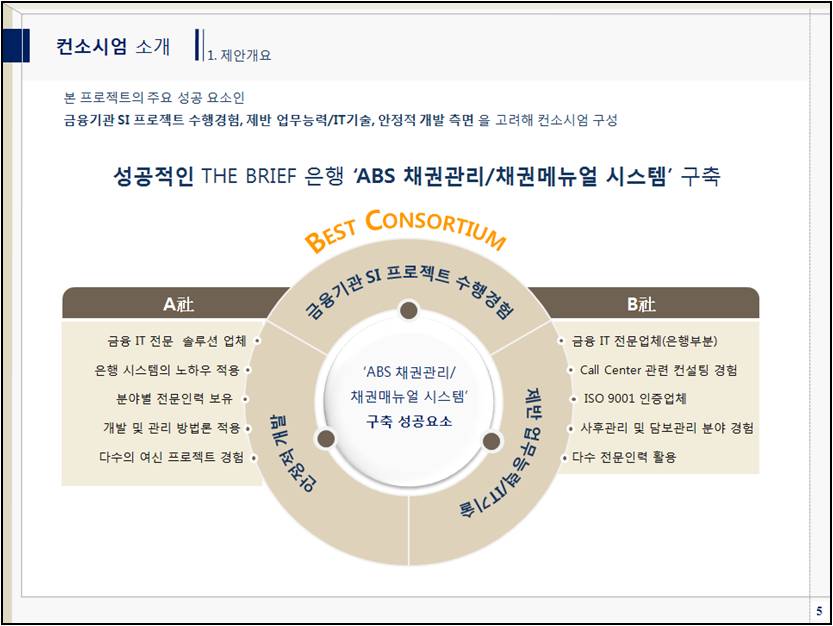 컨소시엄 소개
1. 제안개요
본 프로젝트의 주요 성공 요소인
금융기관 SI 프로젝트 수행경험, 제반 업무능력/IT기술, 안정적 개발 측면 을 고려해 컨소시엄 구성
성공적인 THE BRIEF 은행 ‘ABS 채권관리/채권메뉴얼 시스템’ 구축
BEST CONSORTIUM
금융기관 SI 프로젝트 수행경험
A社
금융 IT 전문 솔루션 업체
은행 시스템의 노하우 적용
분야별 전문인력 보유
개발 및 관리 방법론 적용
다수의 여신 프로젝트 경험
안정적 개발
‘ABS 채권관리/
채권메뉴얼 시스템’
구축 성공요소
제반 업무능력/IT기술
B社
금융 IT 전문업체(은행부분)
Call Center 관련 컨설팅 경험
ISO 9001 인증업체
사후관리 및 담보관리 분야 경험
다수 전문인력 활용
5